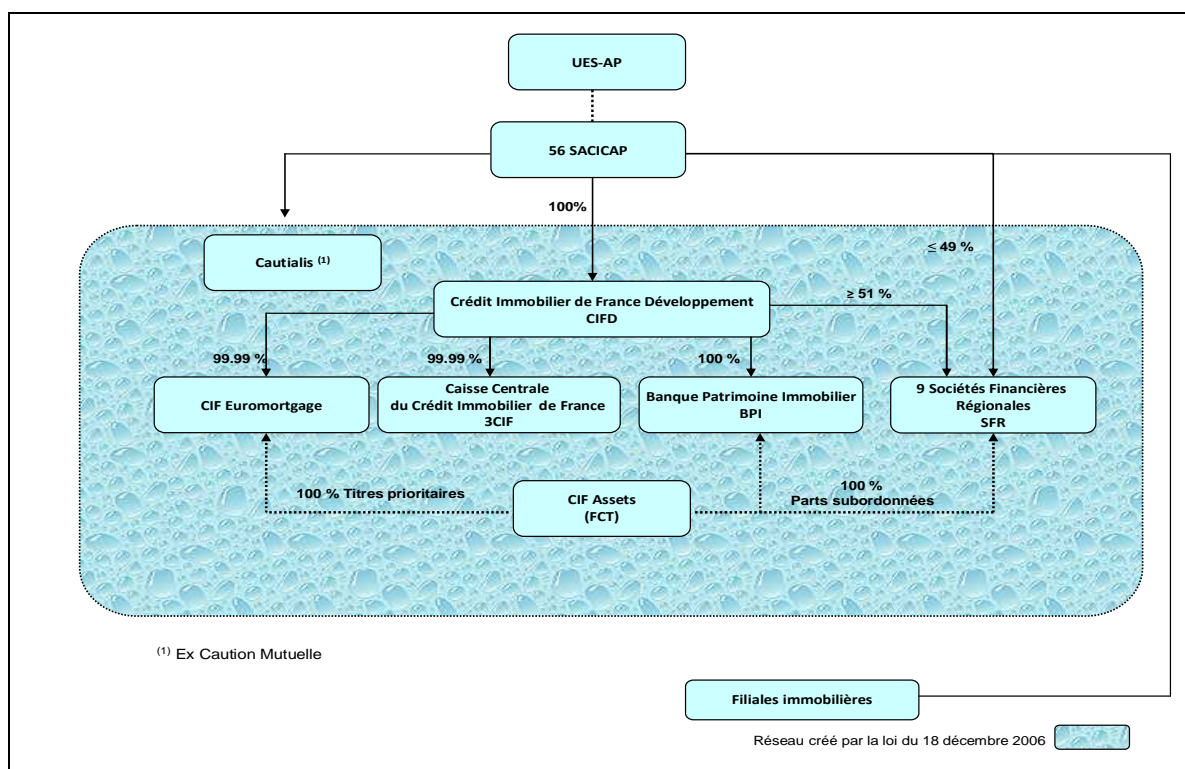 UES-AP
56 SACICAP
100%
≤ 49 %
Cautialis (1)
Crédit Immobilier de France Développement
CIFD
≥ 51 %
99.99 %
99.99 %
100 %
CIF Euromortgage
Caisse Centrale
du Crédit Immobilier de France
3CIF
Banque Patrimoine Immobilier
BPI
9 Sociétés Financières
Régionales
SFR
100 % Titres prioritaires
CIF Assets
(FCT)
100 %
Parts subordonnées
(1) Ex Caution Mutuelle
Filiales immobilières
Réseau créé par la loi du 18 décembre 2006